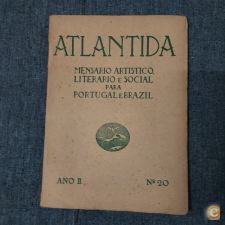 ATLANTIDA
MENSARIO ARTISTICO,
LITERARIO E SOCIAL
PARA
PORTUGAL E BRAZIL
ANO II Nº 20